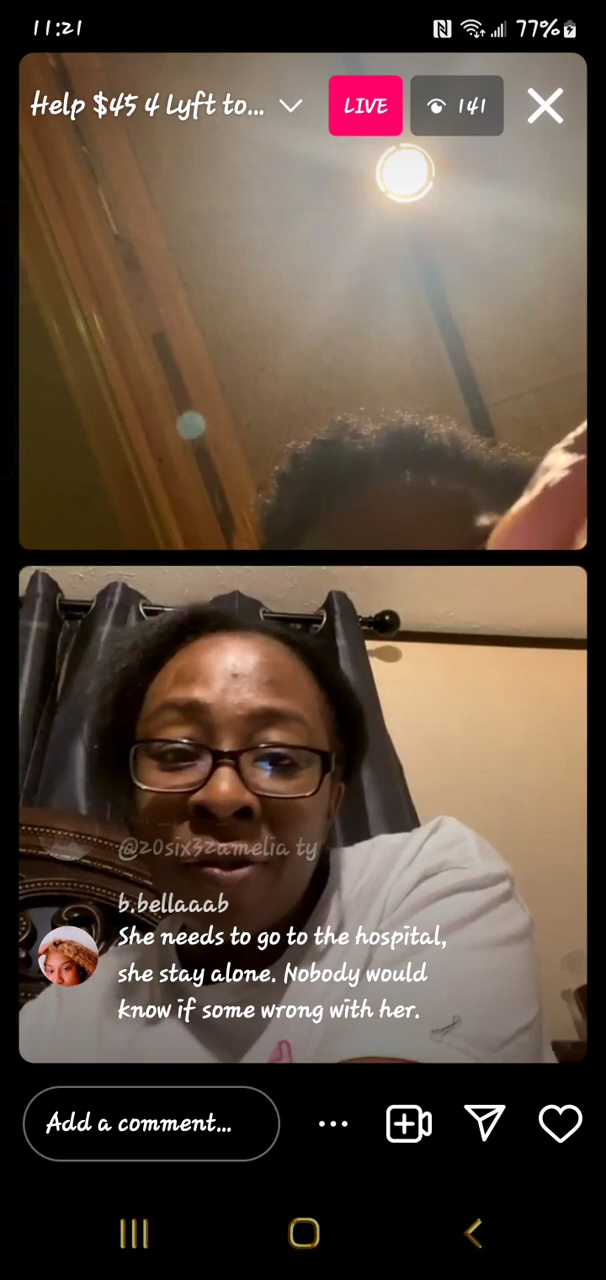 11:21
77%
Help $45 4 Lyft to...
LIVE
141
@20six32amelia ty
b.bellaaab
She needs to go to the hospital,
she stay alone. Nobody would
know if some wrong with her.
Add a comment...